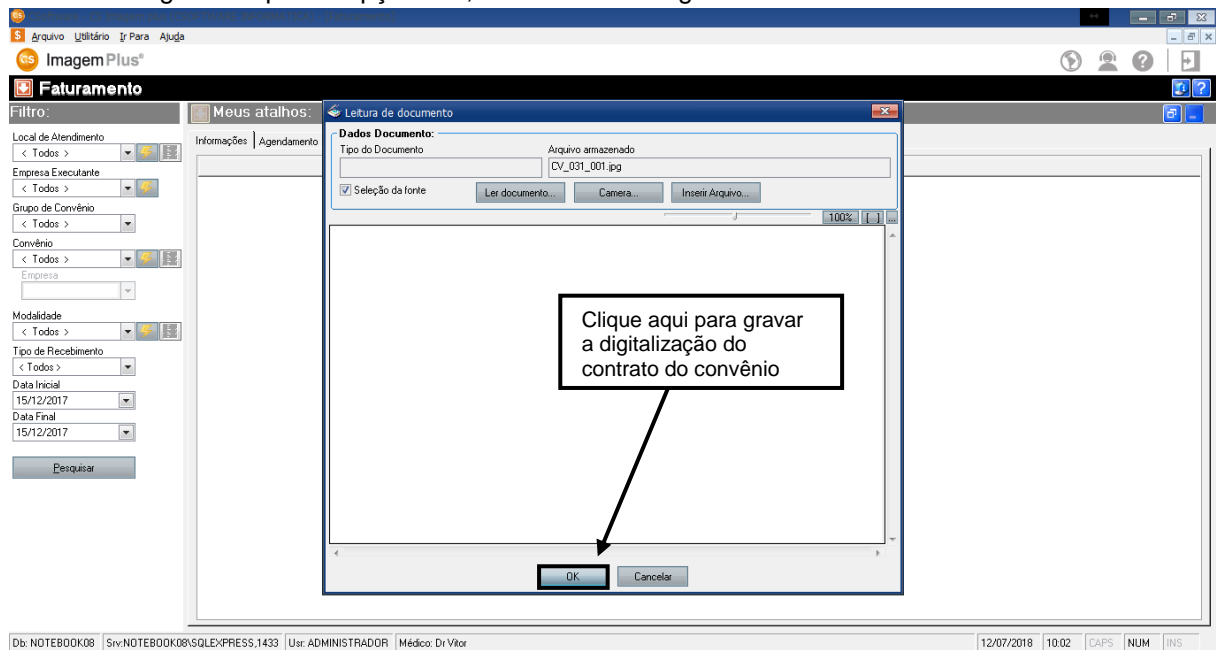 Arquivo Utilitário Ir Para Ajuda
ImagemPlus®
Faturamento
Filtro:
Meus atalhos:
Local de Atendimento
< Todos >
Empresa Executante
< Todos >
Grupo de Convênio
< Todos >
Convênio
< Todos >
Empresa
Modalidade
< Todos >
Tipo de Recebimento
< Todos >
Data Inicial
15/12/2017
Data Final
15/12/2017
Pesquisar
Informações Agendamento
Leitura de documento
Dados Documento:
Tipo do Documento Arquivo armazenado
CV_031_001.jpg
Seleção da fonte Ler documento... Camera... Inserir Arquivo...
100% [ ] ...
Clique aqui para gravar
a digitalização do
contrato do convênio
OK Cancelar
Db: NOTEBOOK08 Srv:NOTEBOOK08\SQLEXPRESS,1433 Usr: ADMINISTRADOR Médico: Dr Vitor 12/07/2018 10:02 CAPS NUM INS